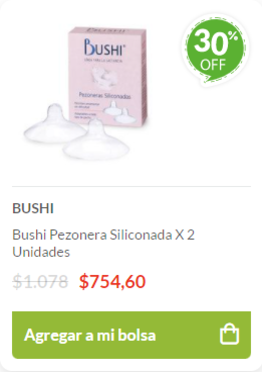 30%
OFF
BUSHI
Pezoneras Siliconadas
BUSHI
Bushi Pezonera Siliconada X 2
Unidades
$1.078 $754,60
Agregar a mi bolsa